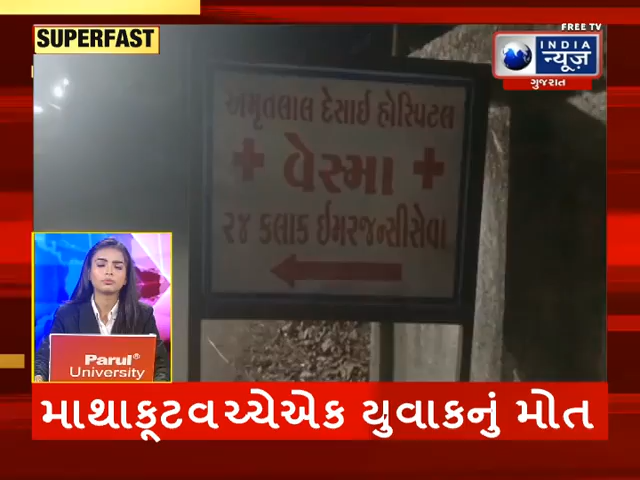 SUPERFAST
FREE TV
INDIA
न्यूज़
ગુજરાત
અમૃતલાલ દેસાઈ હોસ્પિટલ
વેસ્મા
૨૪ કલાક ઈમરજન્સીસેવા
Parul®
University
માથાકૂટવચ્ચેએક યુવાકનું મોત